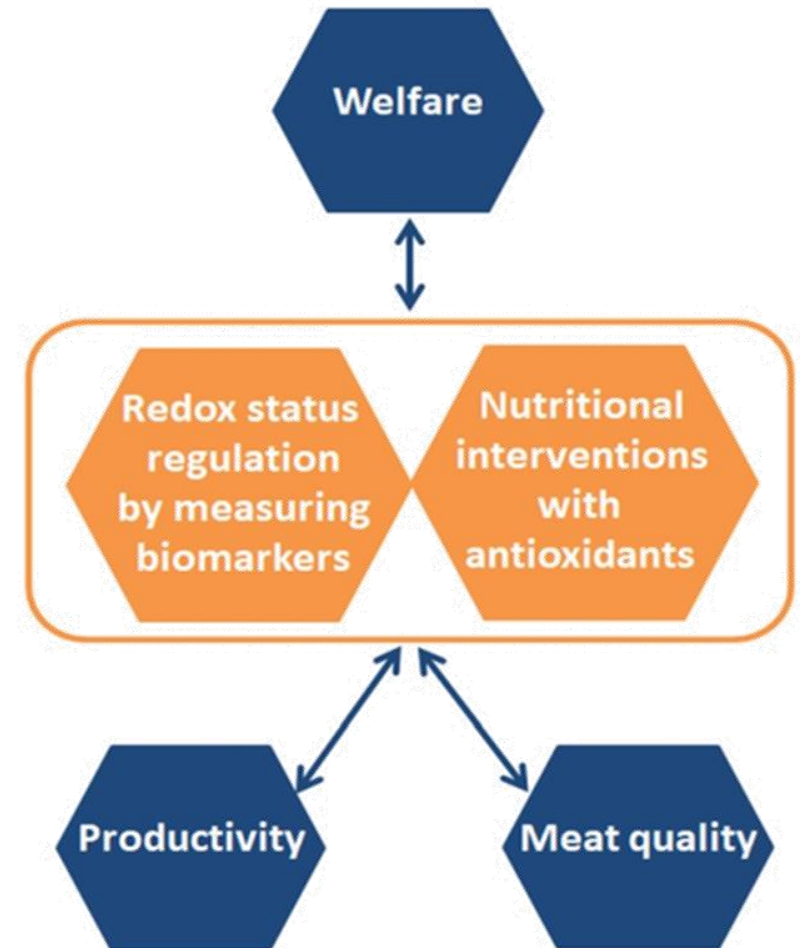 Welfare
Redox status
regulation
by measuring
biomarkers
Nutritional
interventions
with
antioxidants
Productivity
Meat quality